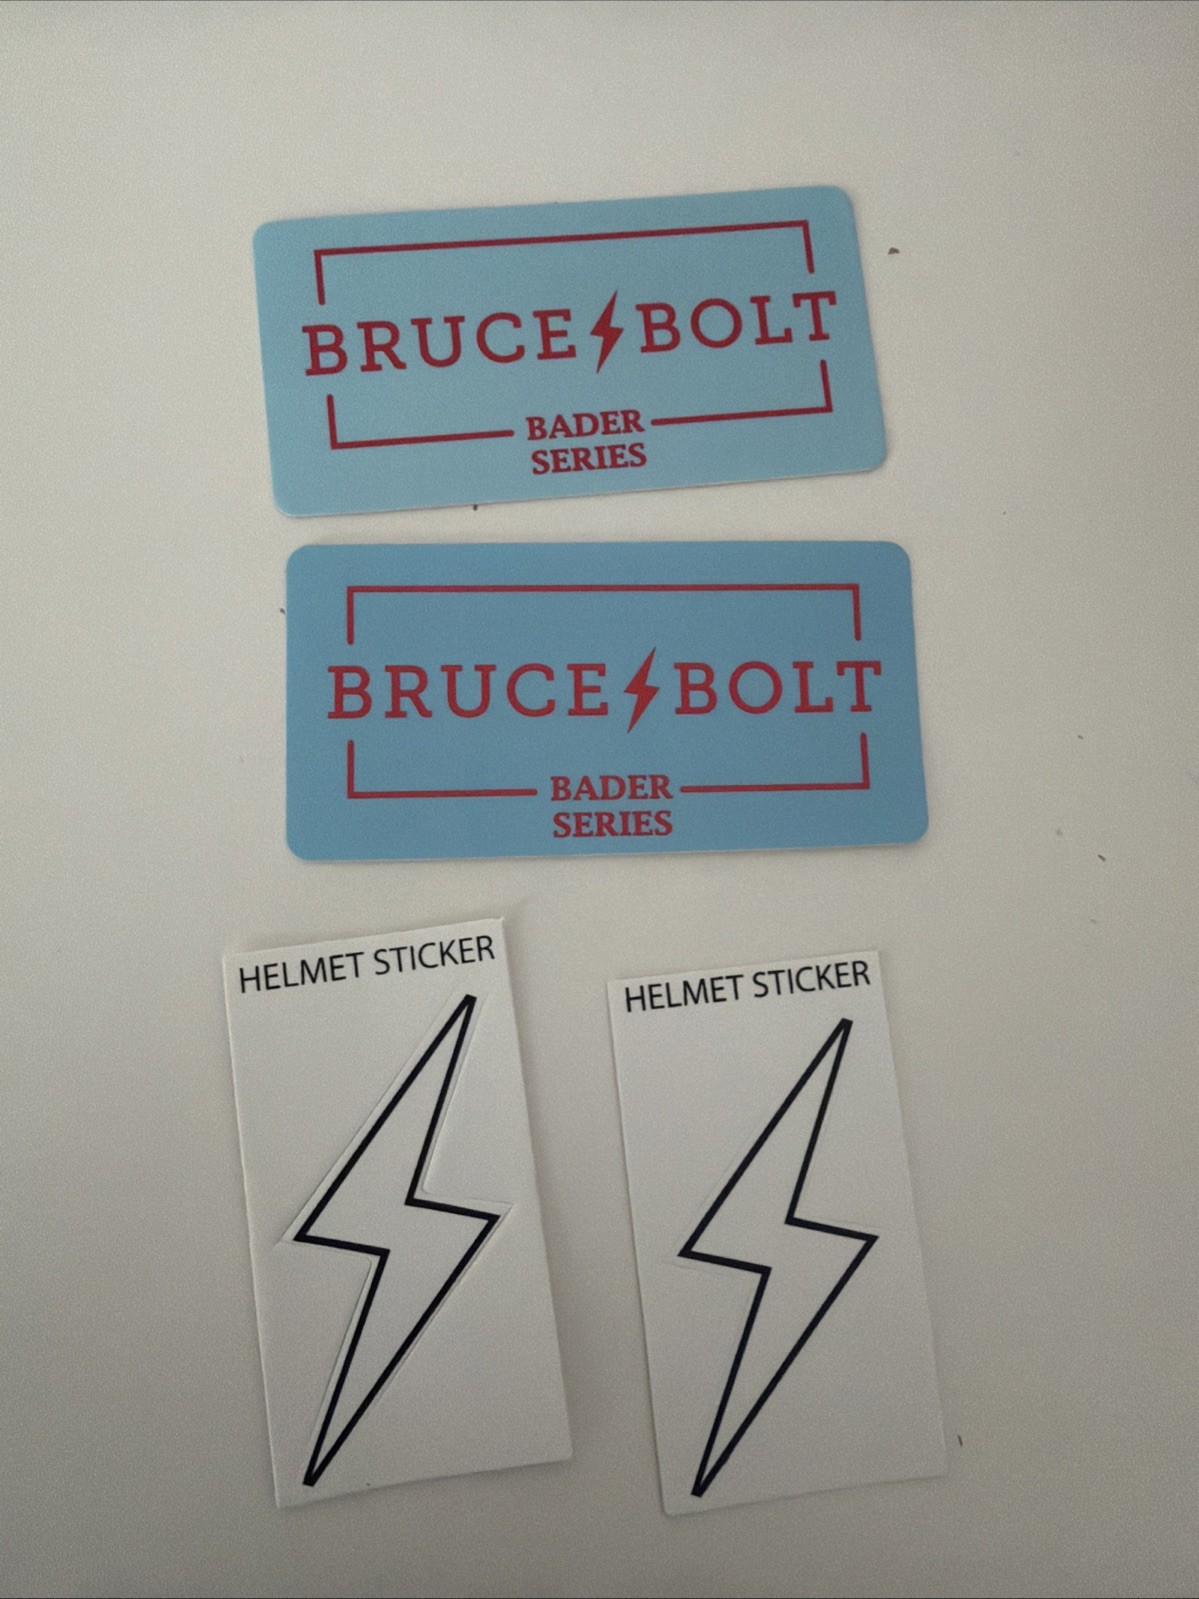 BRUCE BOLT
BADER
SERIES
BRUCE BOLT
BADER
SERIES
HELMET STICKER
HELMET STICKER